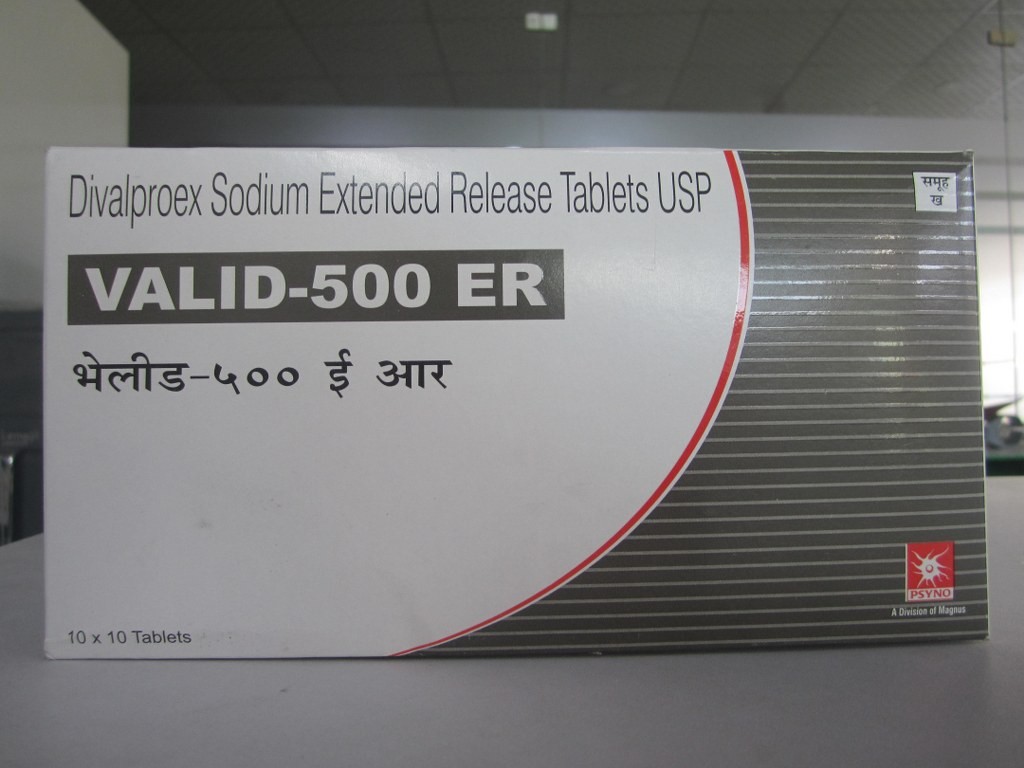 Divalproex Sodium Extended Release Tablets USP
समूह
ख
VALID-500 ER
भेलीड-५०० ई आर
10 x 10 Tablets
PSYNO
A Division of Magnus